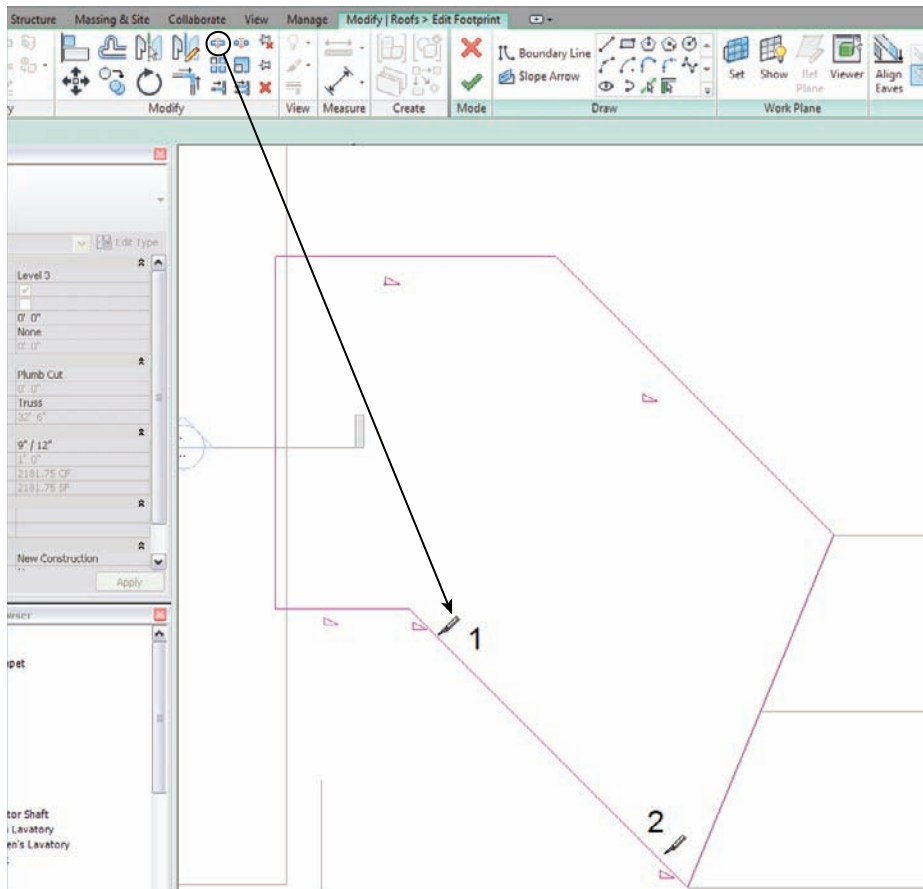 Structure Massing & Site Collaborate View Manage Modify | Roofs > Edit Footprint
Boundary Line
Slope Arrow
Set Show Ref Plane Viewer Align Eaves
Modify View Measure Create Mode Draw Work Plane
Edit Type
Level 3
0' 0"
None
0' 0"
Plumb Cut
0' 0"
Truss
32' 6"
9" / 12"
1' 0"
2181.75 CF
2181.75 SF
New Construction
Apply
1
2
tor Shaft
Lavatory
en's Lavatory